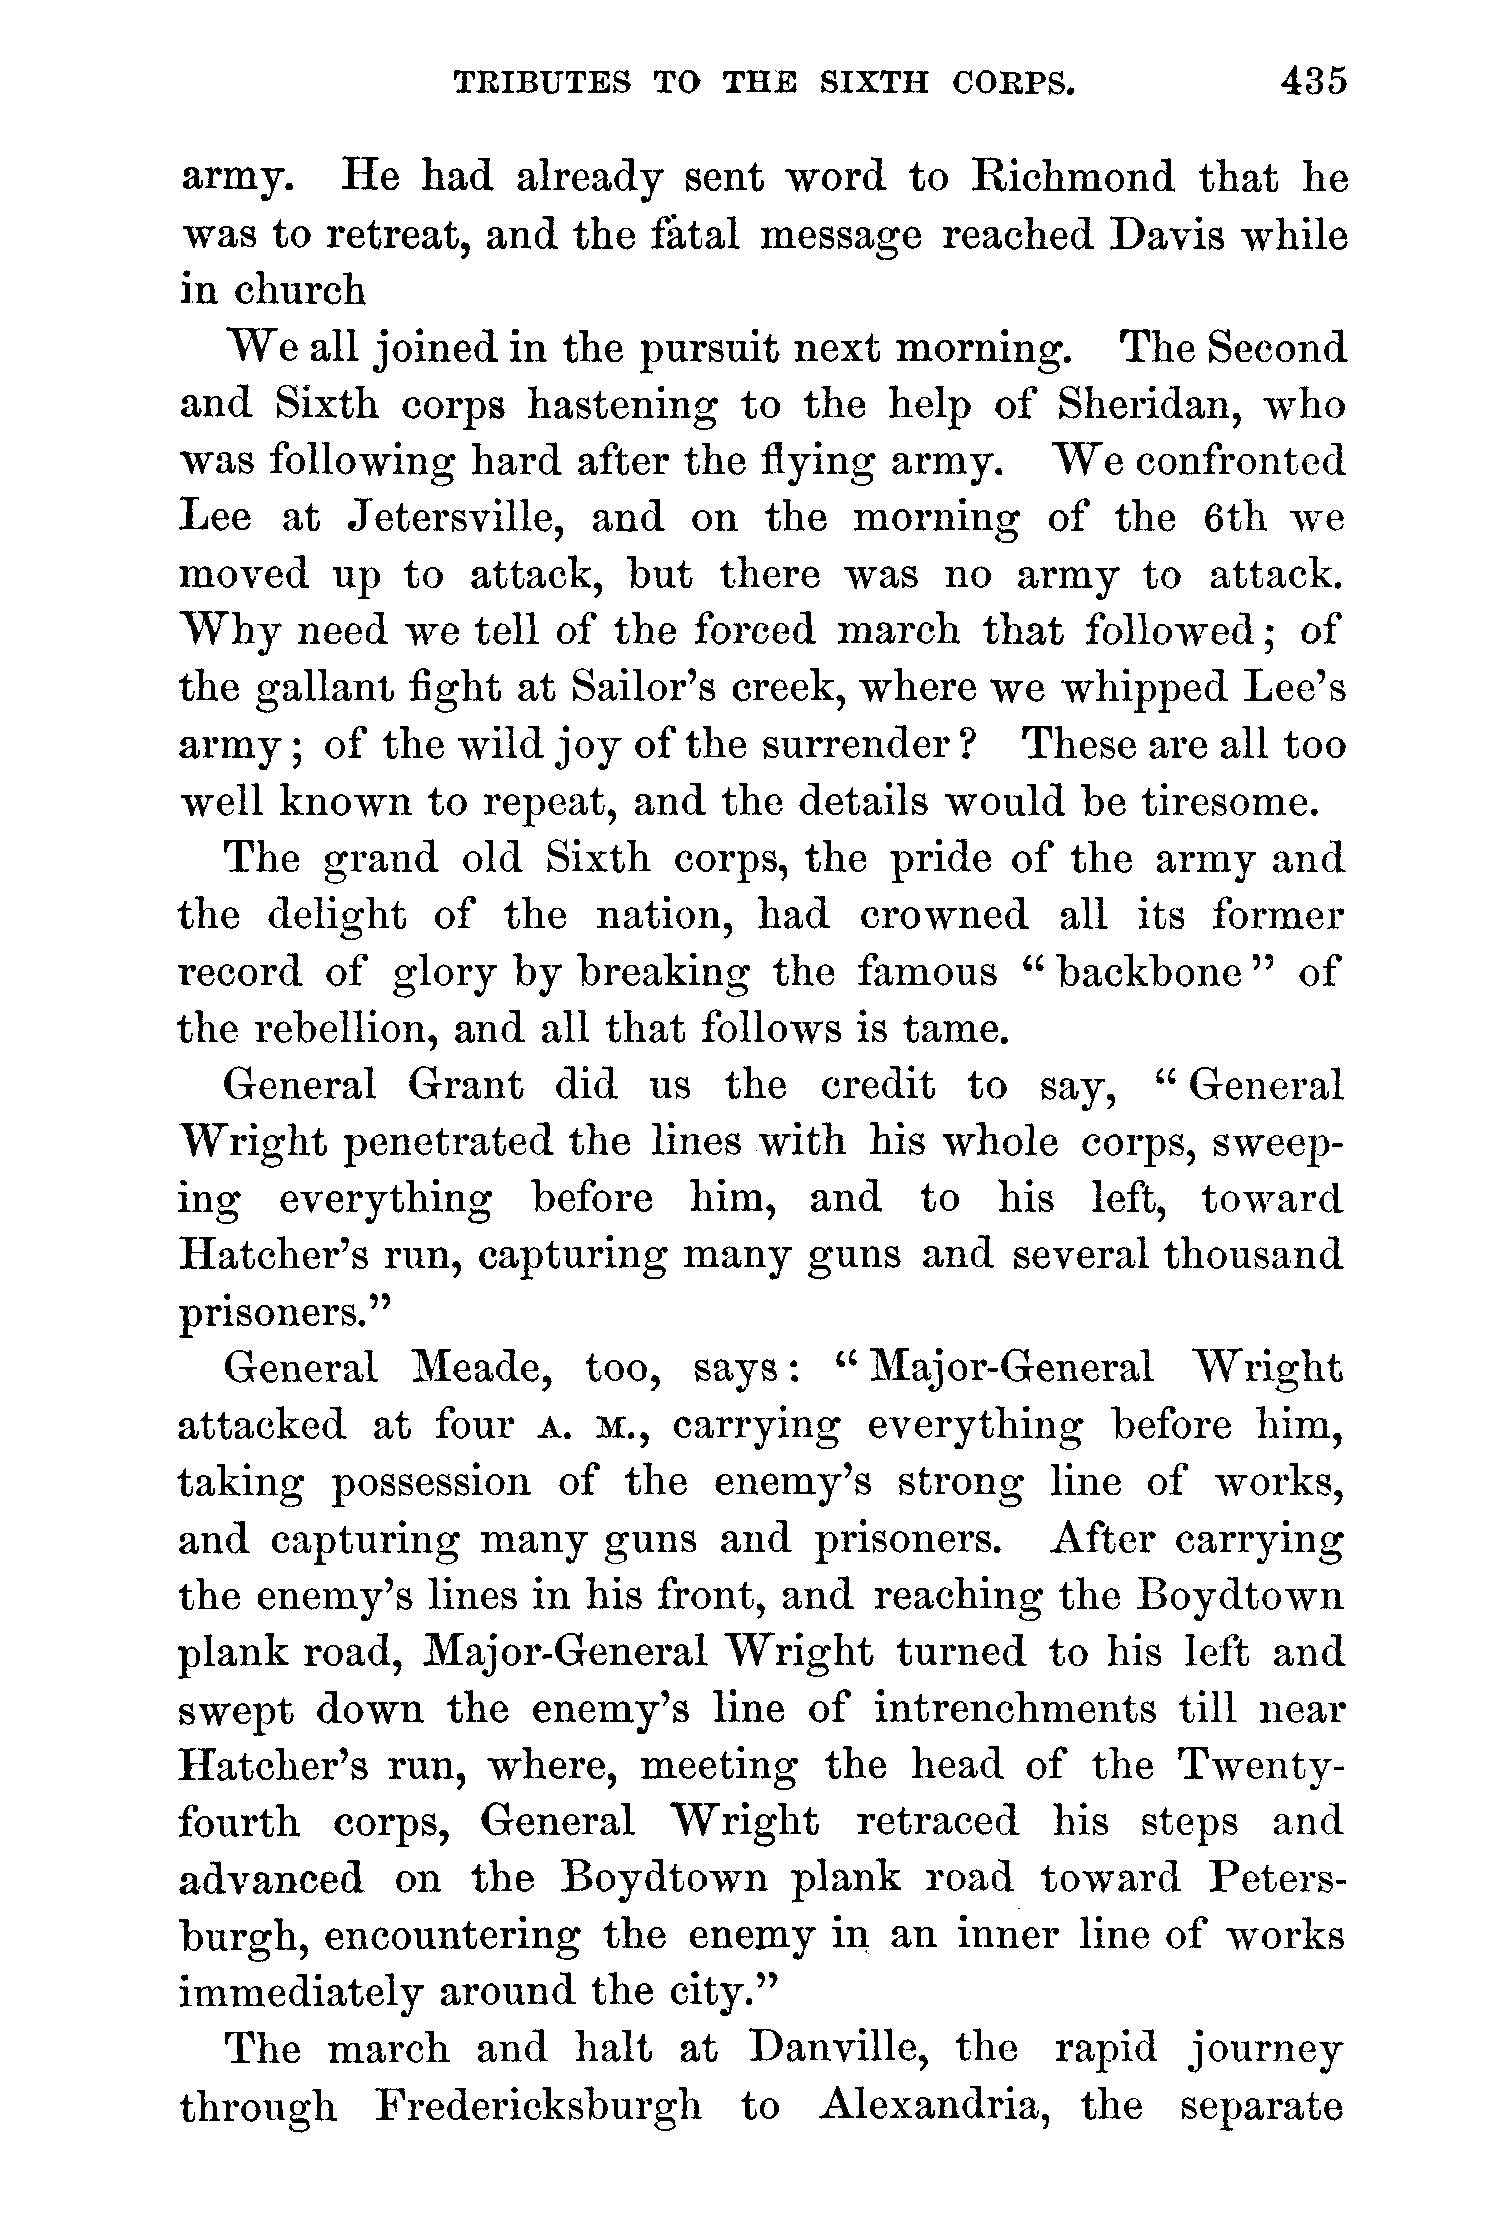 TRIBUTES TO THE SIXTH CORPS. 435
army. He had already sent word to Richmond that he
was to retreat, and the fatal message reached Davis while
in church
We all joined in the pursuit next morning. The Second
and Sixth corps hastening to the help of Sheridan, who
was following hard after the flying army. We confronted
Lee at Jetersville, and on the morning of the 6th we
moved up to attack, but there was no army to attack.
Why need we tell of the forced march that followed; of
the gallant fight at Sailor's creek, where we whipped Lee's
army; of the wild joy of the surrender? These are all too
well known to repeat, and the details would be tiresome.
The grand old Sixth corps, the pride of the army and
the delight of the nation, had crowned all its former
record of glory by breaking the famous “backbone” of
the rebellion, and all that follows is tame.
General Grant did us the credit to say, “General
Wright penetrated the lines with his whole corps, sweep-
ing everything before him, and to his left, toward
Hatcher's run, capturing many guns and several thousand
prisoners.”
General Meade, too, says: “Major-General Wright
attacked at four A. M., carrying everything before him,
taking possession of the enemy's strong line of works,
and capturing many guns and prisoners. After carrying
the enemy's lines in his front, and reaching the Boydtown
plank road, Major-General Wright turned to his left and
swept down the enemy's line of intrenchments till near
Hatcher's run, where, meeting the head of the Twenty-
fourth corps, General Wright retraced his steps and
advanced on the Boydtown plank road toward Peters-
burgh, encountering the enemy in an inner line of works
immediately around the city.”
The march and halt at Danville, the rapid journey
through Fredericksburgh to Alexandria, the separate